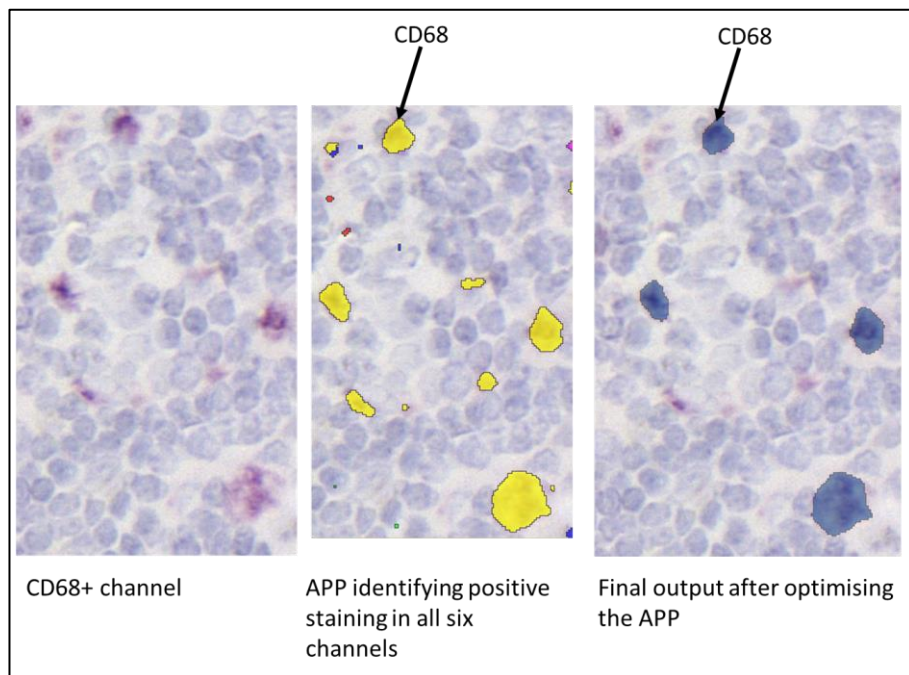 CD68
CD68
CD68+ channel
APP identifying positive
staining in all six
channels
Final output after optimising
the APP